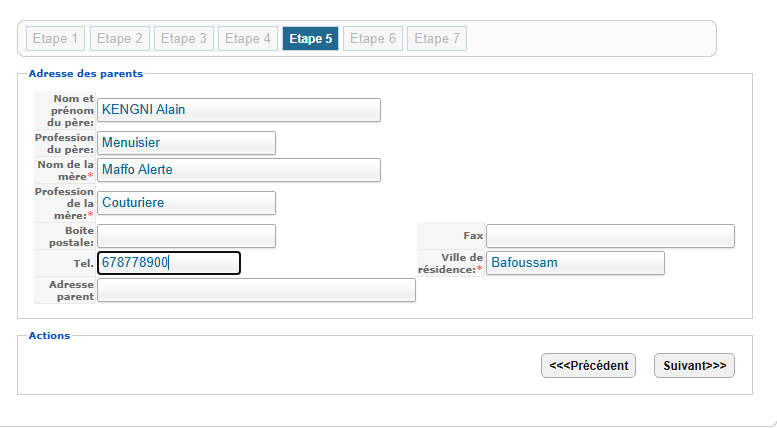 Etape 1 Etape 2 Etape 3 Etape 4 Etape 5 Etape 6 Etape 7
Adresse des parents
Nom et
prénom
du père:
KENGNI Alain
Profession
du père:
Menuisier
Nom de la
mère*
Maffo Alerte
Profession
de la
mère:*
Couturiere
Boite
postale:
Fax
Tel.
678778900
Ville de
résidence:*
Bafoussam
Adresse
parent
Actions
<<<Précédent Suivant>>>